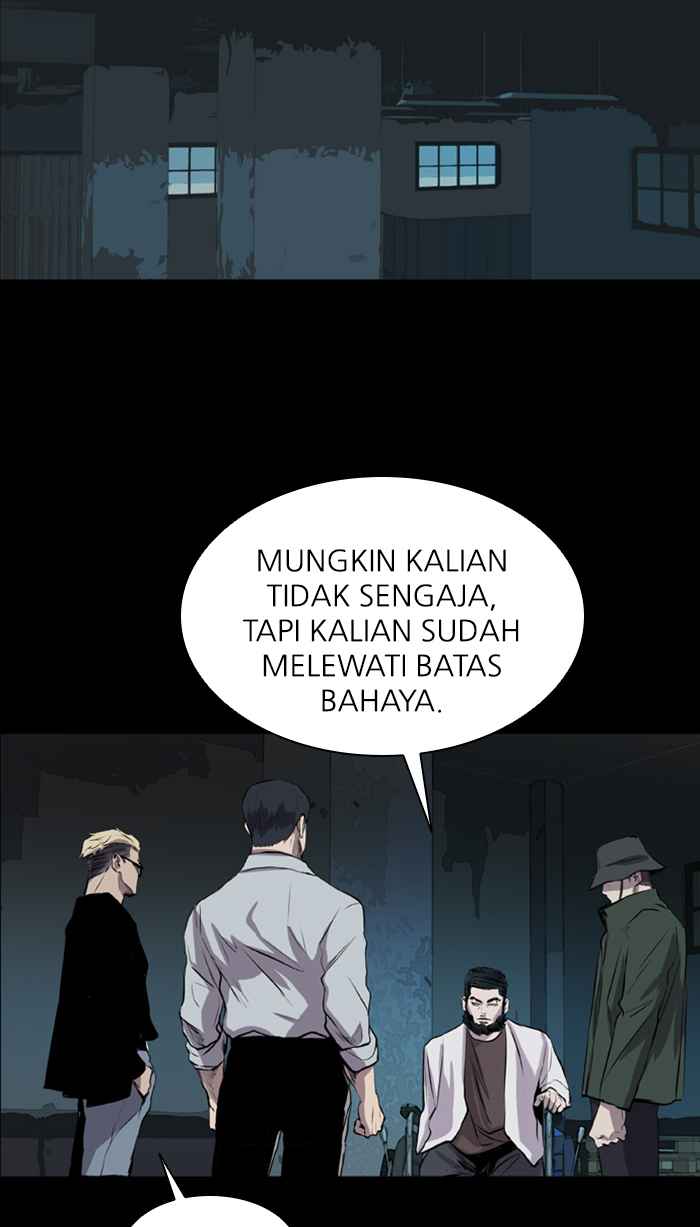 MUNGKIN KALIAN
TIDAK SENGAJA,
TAPI KALIAN SUDAH
MELEWATI BATAS
BAHAYA.